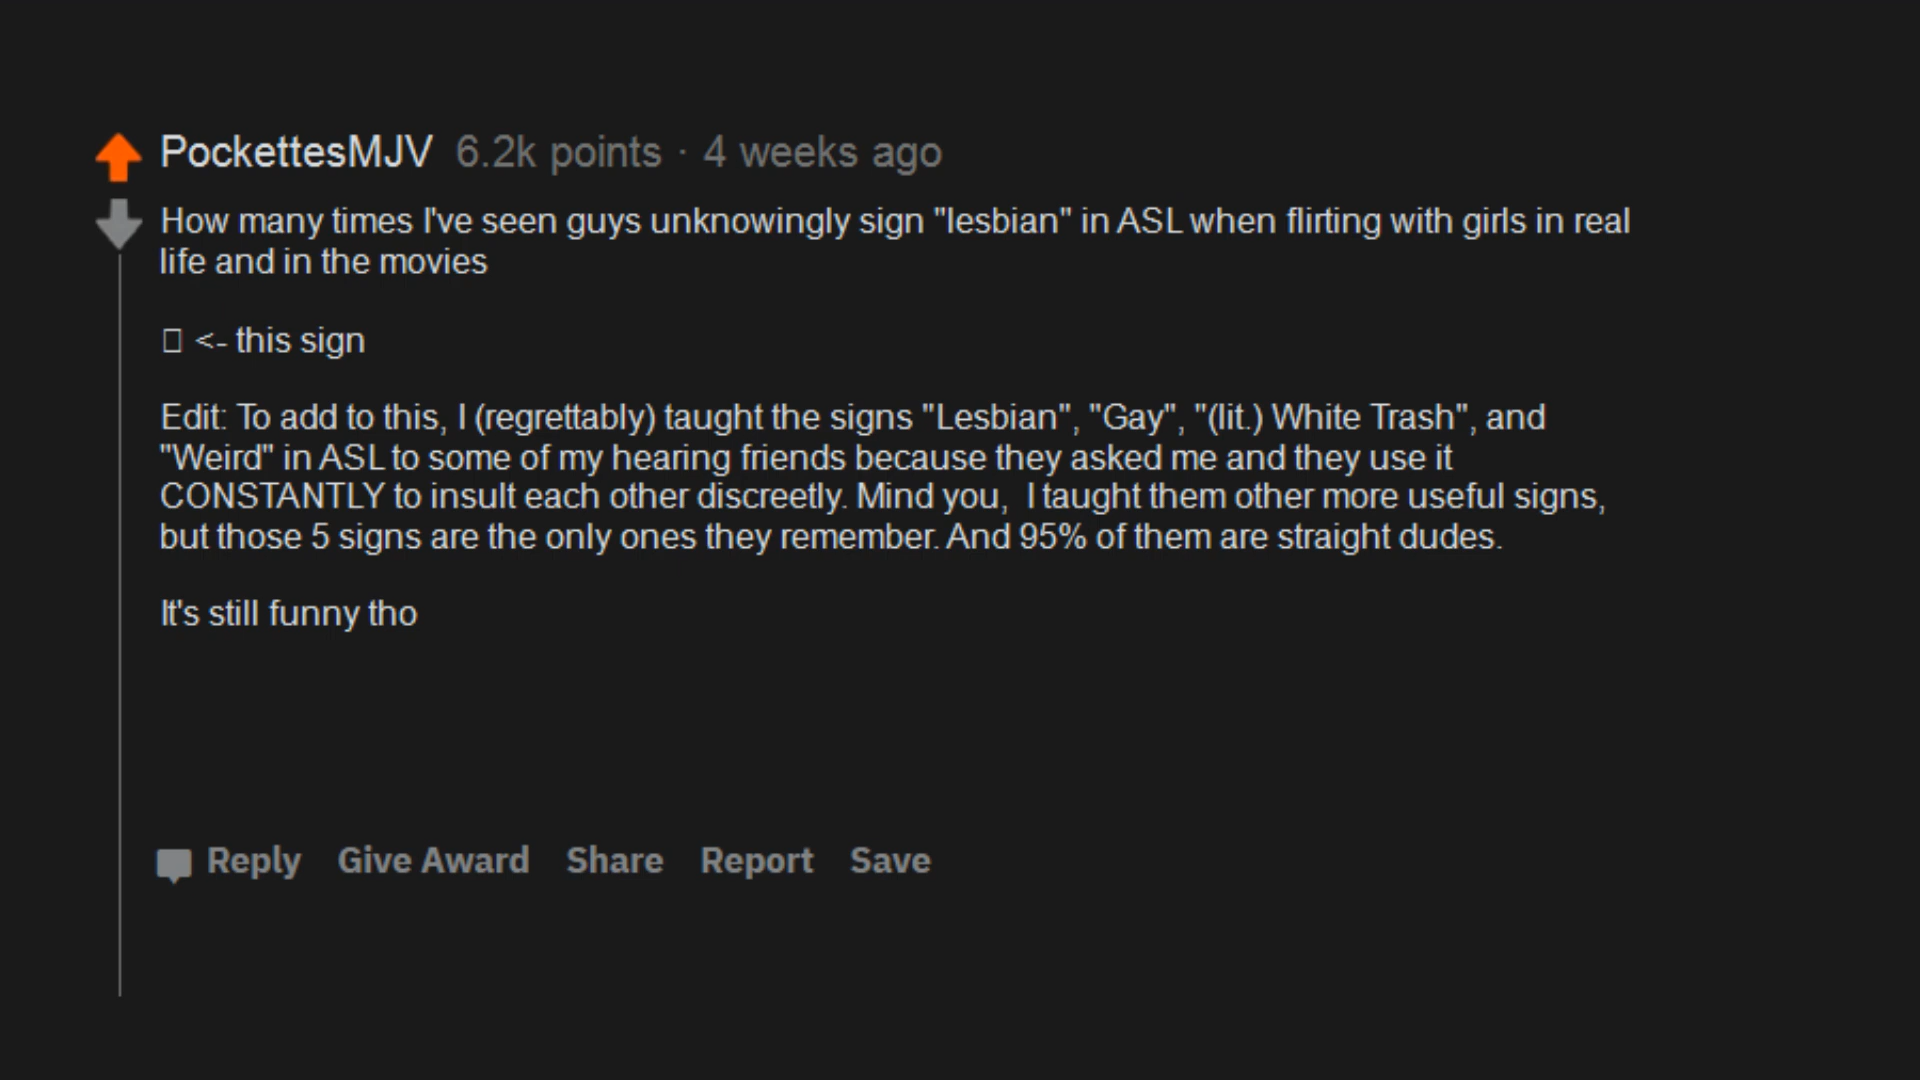 PockettesMJV 6.2k points · 4 weeks ago
How many times I've seen guys unknowingly sign "lesbian" in ASL when flirting with girls in real
life and in the movies
<- this sign
Edit: To add to this, I (regrettably) taught the signs "Lesbian", "Gay", "(lit.) White Trash", and
"Weird" in ASL to some of my hearing friends because they asked me and they use it
CONSTANTLY to insult each other discreetly. Mind you,  I taught them other more useful signs,
but those 5 signs are the only ones they remember. And 95% of them are straight dudes.
It's still funny tho
Reply Give Award Share Report Save